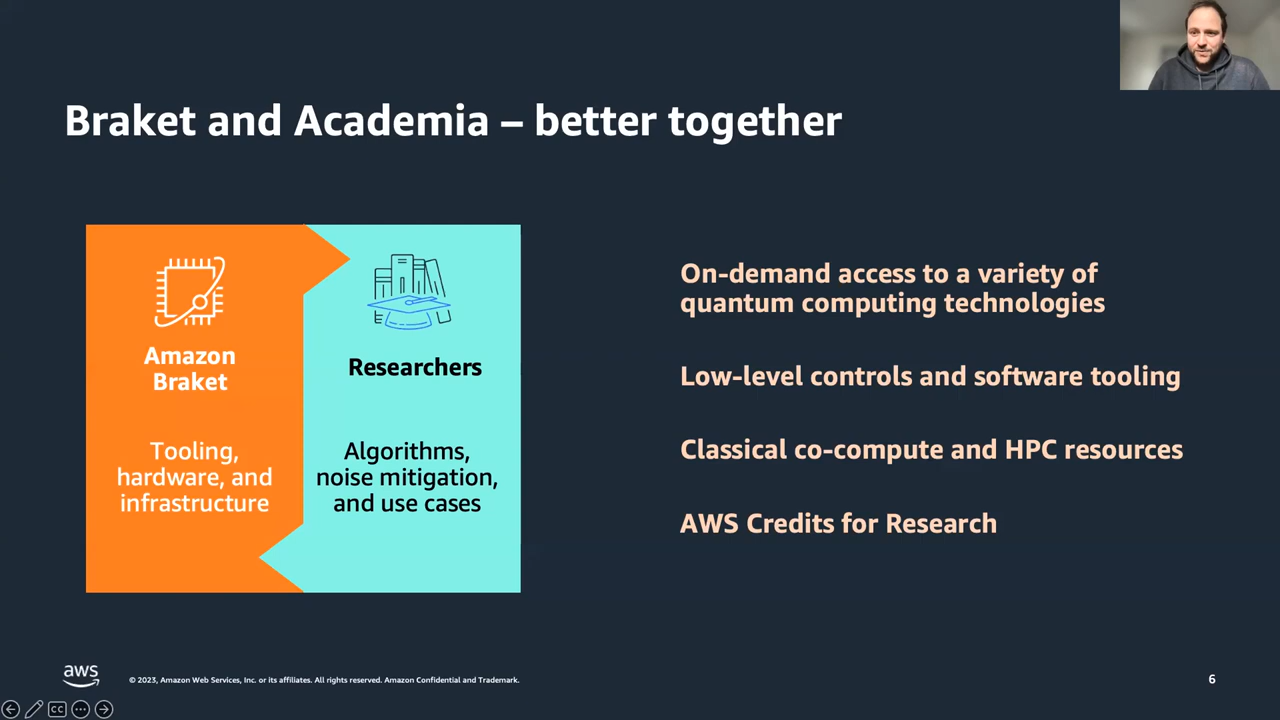 Braket and Academia – better together
Amazon
Braket
Tooling,
hardware, and
infrastructure
Researchers
Algorithms,
noise mitigation,
and use cases
On-demand access to a variety of
quantum computing technologies
Low-level controls and software tooling
Classical co-compute and HPC resources
AWS Credits for Research
aws
© 2023, Amazon Web Services, Inc. or its affiliates. All rights reserved. Amazon Confidential and Trademark.
6
CC